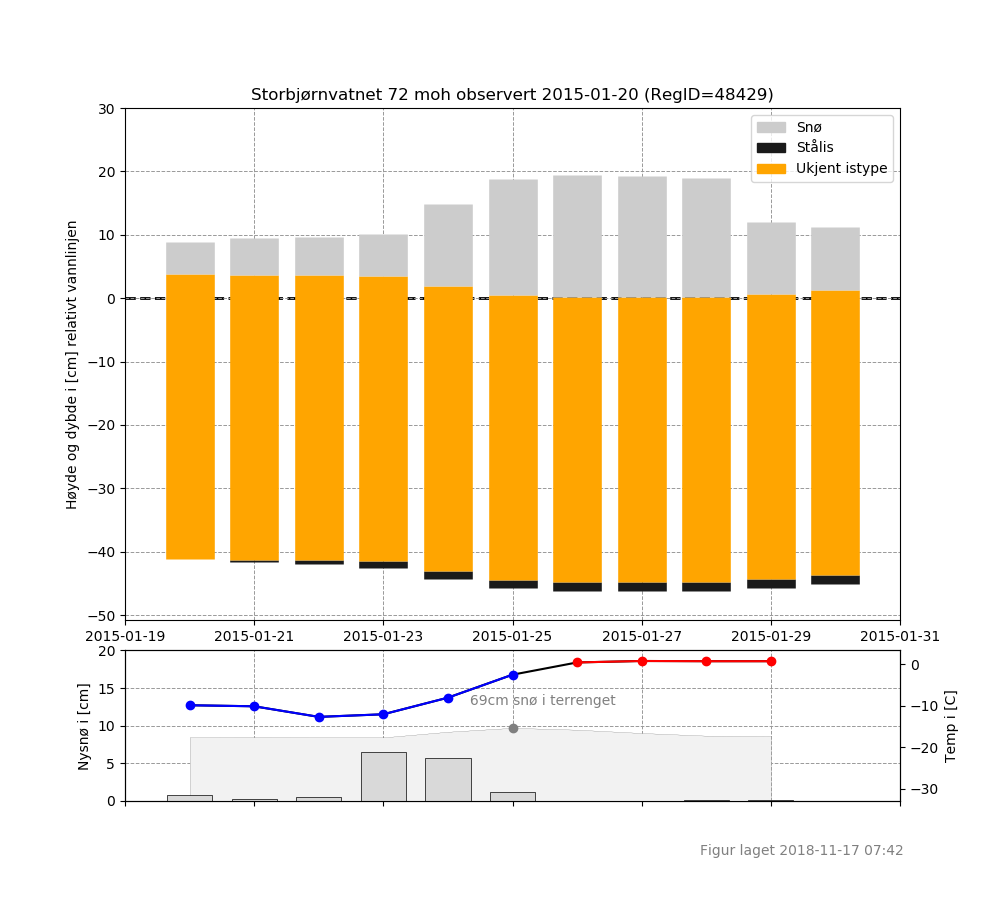 Storbjørnvatnet 72 moh observert 2015-01-20 (RegID=48429)
Snø
Stålis
Ukjent istype
Høyde og dybde i [cm] relativt vannlinjen
30
20
10
0
−10
−20
−30
−40
−50
2015-01-19 2015-01-21 2015-01-23 2015-01-25 2015-01-27 2015-01-29 2015-01-31
Nysnø i [cm]
20
15
10
5
0
69cm snø i terrenget
0
−10
−20
−30
Temp i [C]
Figur laget 2018-11-17 07:42